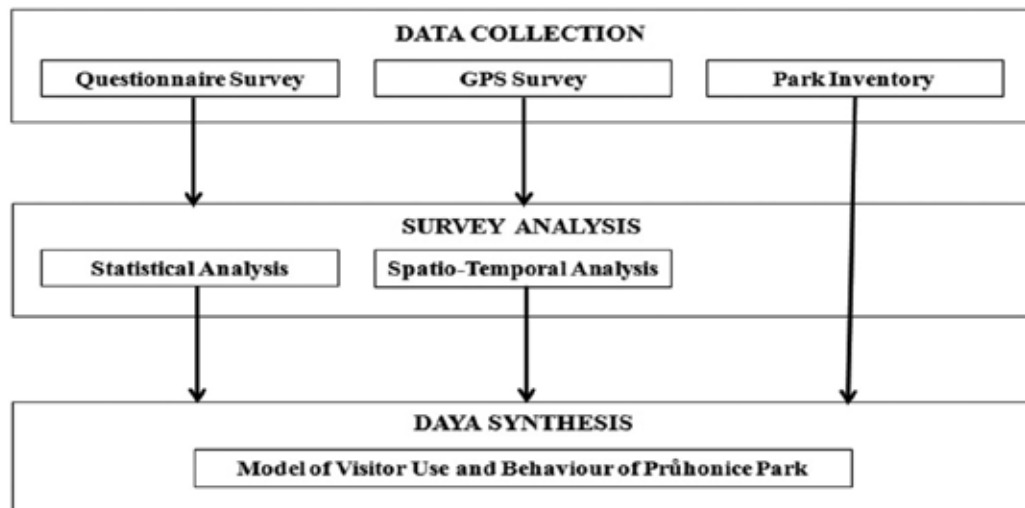 DATA COLLECTION
Questionnaire Survey
GPS Survey
Park Inventory
SURVEY ANALYSIS
Statistical Analysis
Spatio-Temporal Analysis
DAYA SYNTHESIS
Model of Visitor Use and Behaviour of Průhonice Park